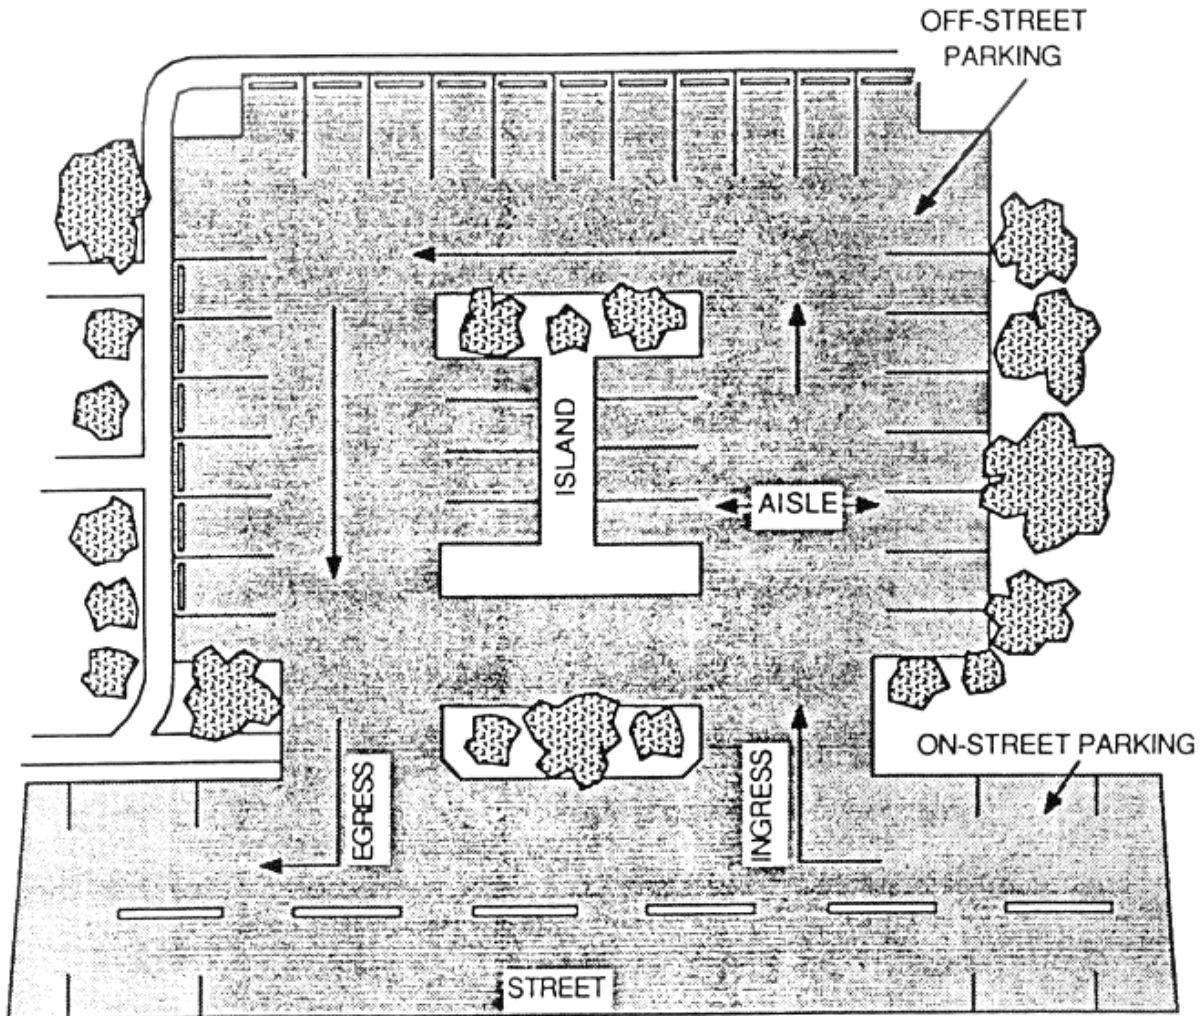 OFF-STREET
PARKING
ISLAND
AISLE
ON-STREET PARKING
EGRESS
INGRESS
STREET